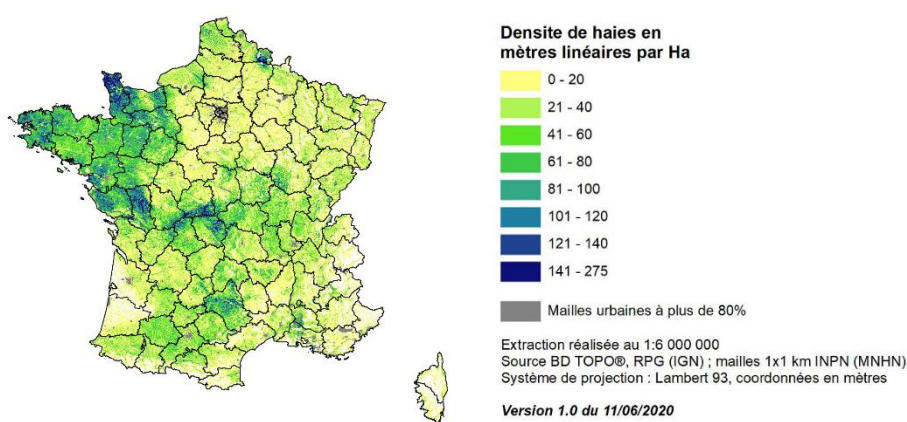 Densite de haies en
mètres linéaires par Ha
0 - 20
21 - 40
41 - 60
61 - 80
81 - 100
101 - 120
121 - 140
141 - 275
Mailles urbaines à plus de 80%
Extraction réalisée au 1:6 000 000
Source BD TOPO®, RPG (IGN) ; mailles 1x1 km INPN (MNHN)
Système de projection : Lambert 93, coordonnées en mètres
Version 1.0 du 11/06/2020